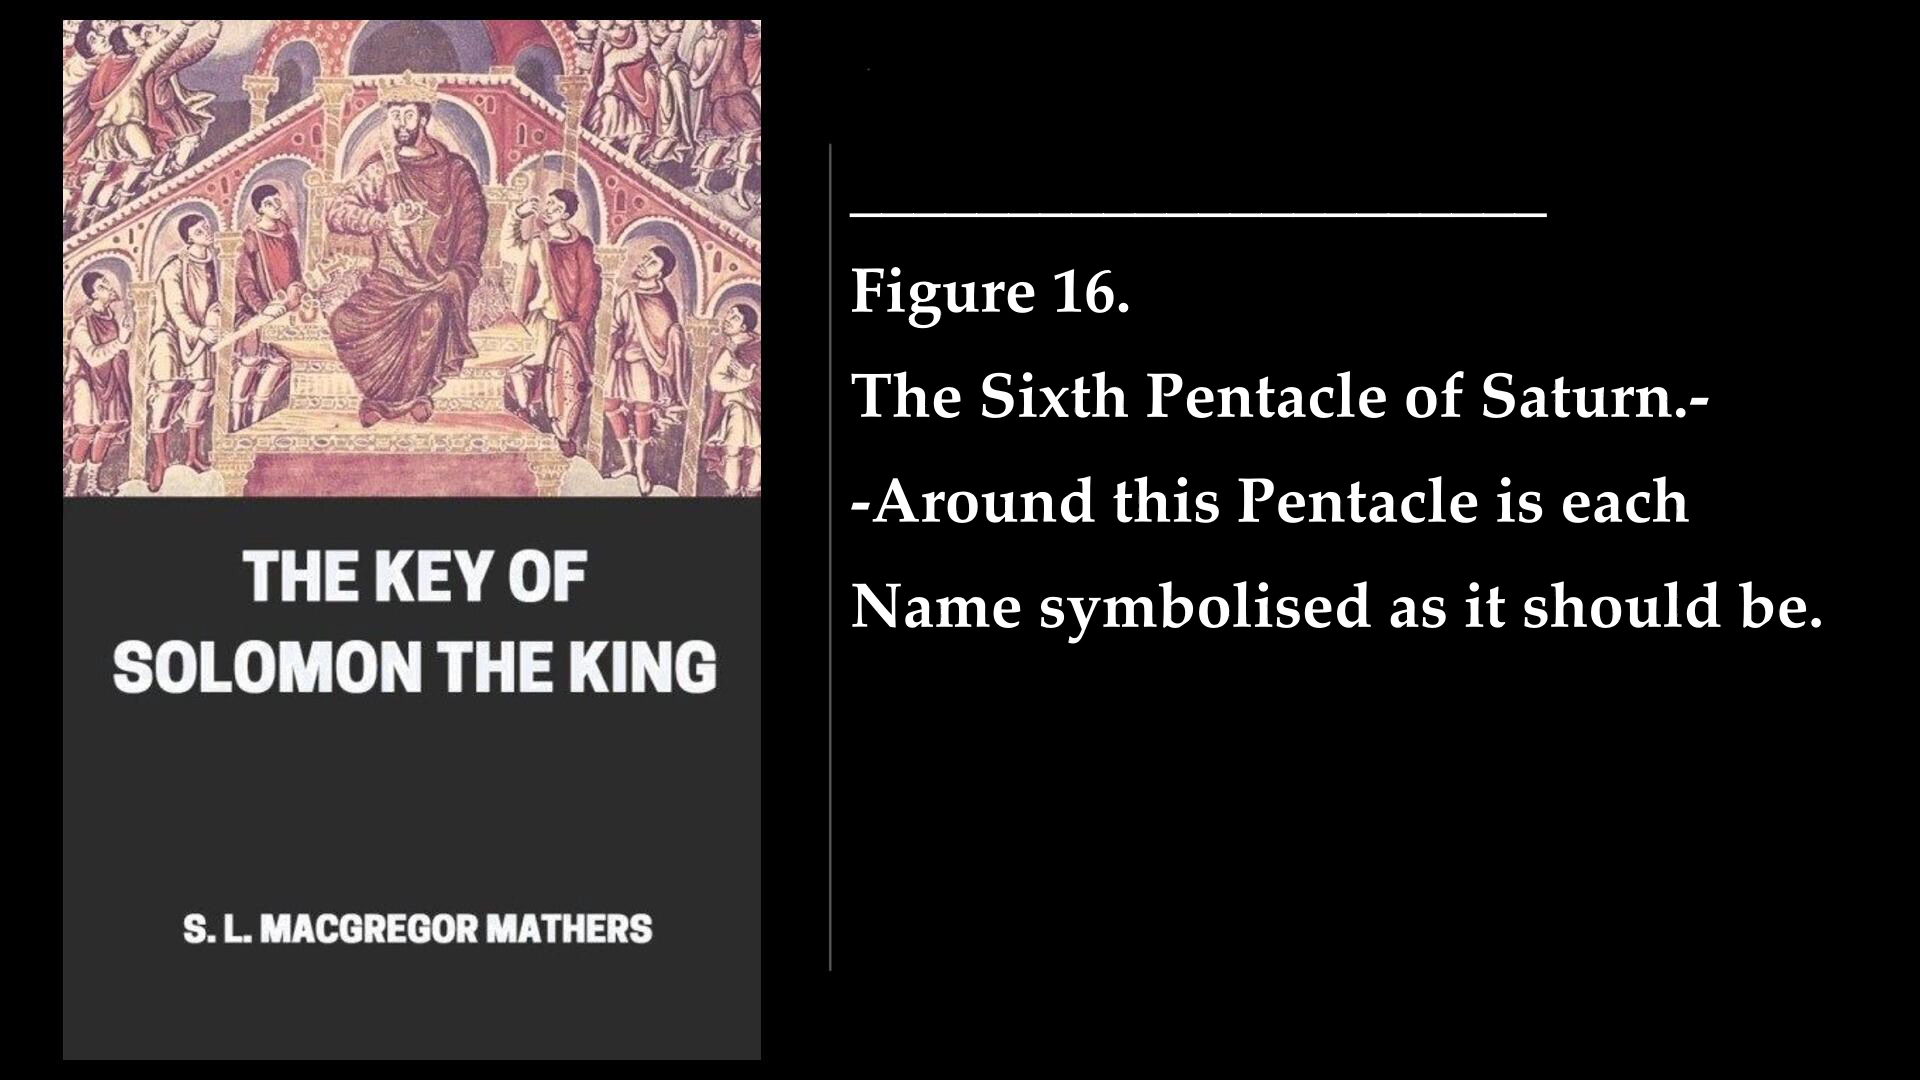 THE KEY OF
SOLOMON THE KING
S. L. MACGREGOR MATHERS
Figure 16.
The Sixth Pentacle of Saturn.-
-Around this Pentacle is each
Name symbolised as it should be.